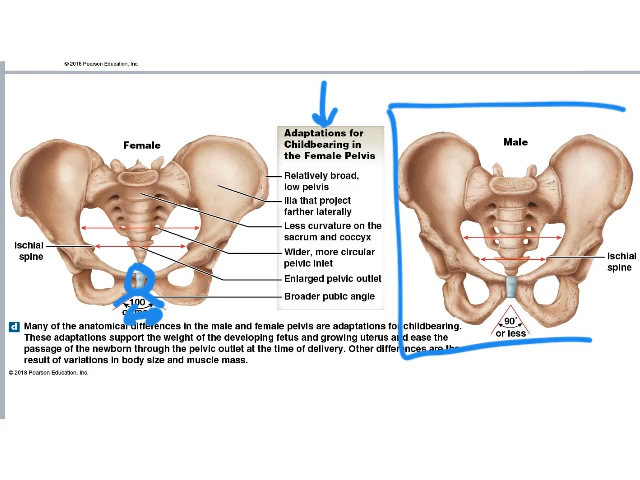 © 2018 Pearson Education, Inc.
Female
Adaptations for
Childbearing in
the Female Pelvis
Male
Relatively broad,
low pelvis
Ilia that project
farther laterally
Less curvature on the
sacrum and coccyx
Wider, more circular
pelvic inlet
Enlarged pelvic outlet
Broader pubic angle
Ischial
spine
Ischial
spine
100
90°
or less
d Many of the anatomical differences in the male and female pelvis are adaptations for childbearing.
These adaptations support the weight of the developing fetus and growing uterus and ease the
passage of the newborn through the pelvic outlet at the time of delivery. Other differences are the
result of variations in body size and muscle mass.
© 2018 Pearson Education, Inc.